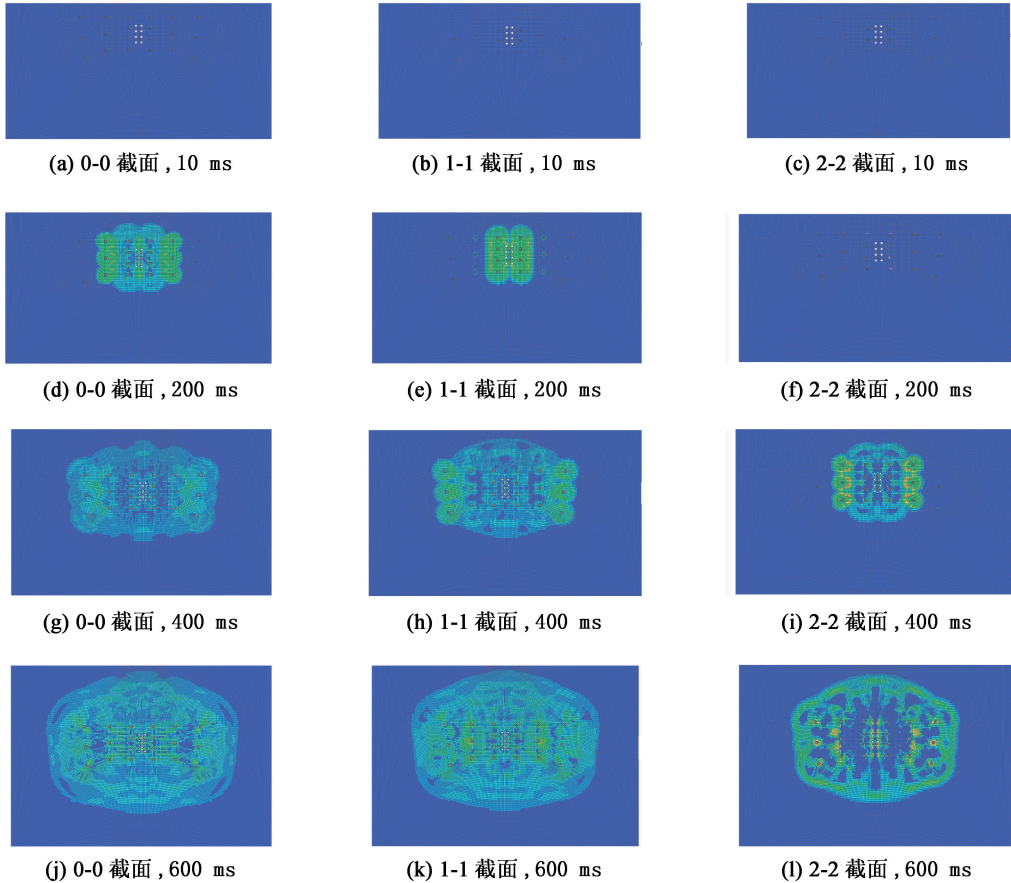 (a) 0-0 截面,10 ms
(b) 1-1 截面,10 ms
(c) 2-2 截面,10 ms
(d) 0-0 截面,200 ms
(e) 1-1 截面,200 ms
(f) 2-2 截面,200 ms
(g) 0-0 截面,400 ms
(h) 1-1 截面,400 ms
(i) 2-2 截面,400 ms
(j) 0-0 截面,600 ms
(k) 1-1 截面,600 ms
(l) 2-2 截面,600 ms